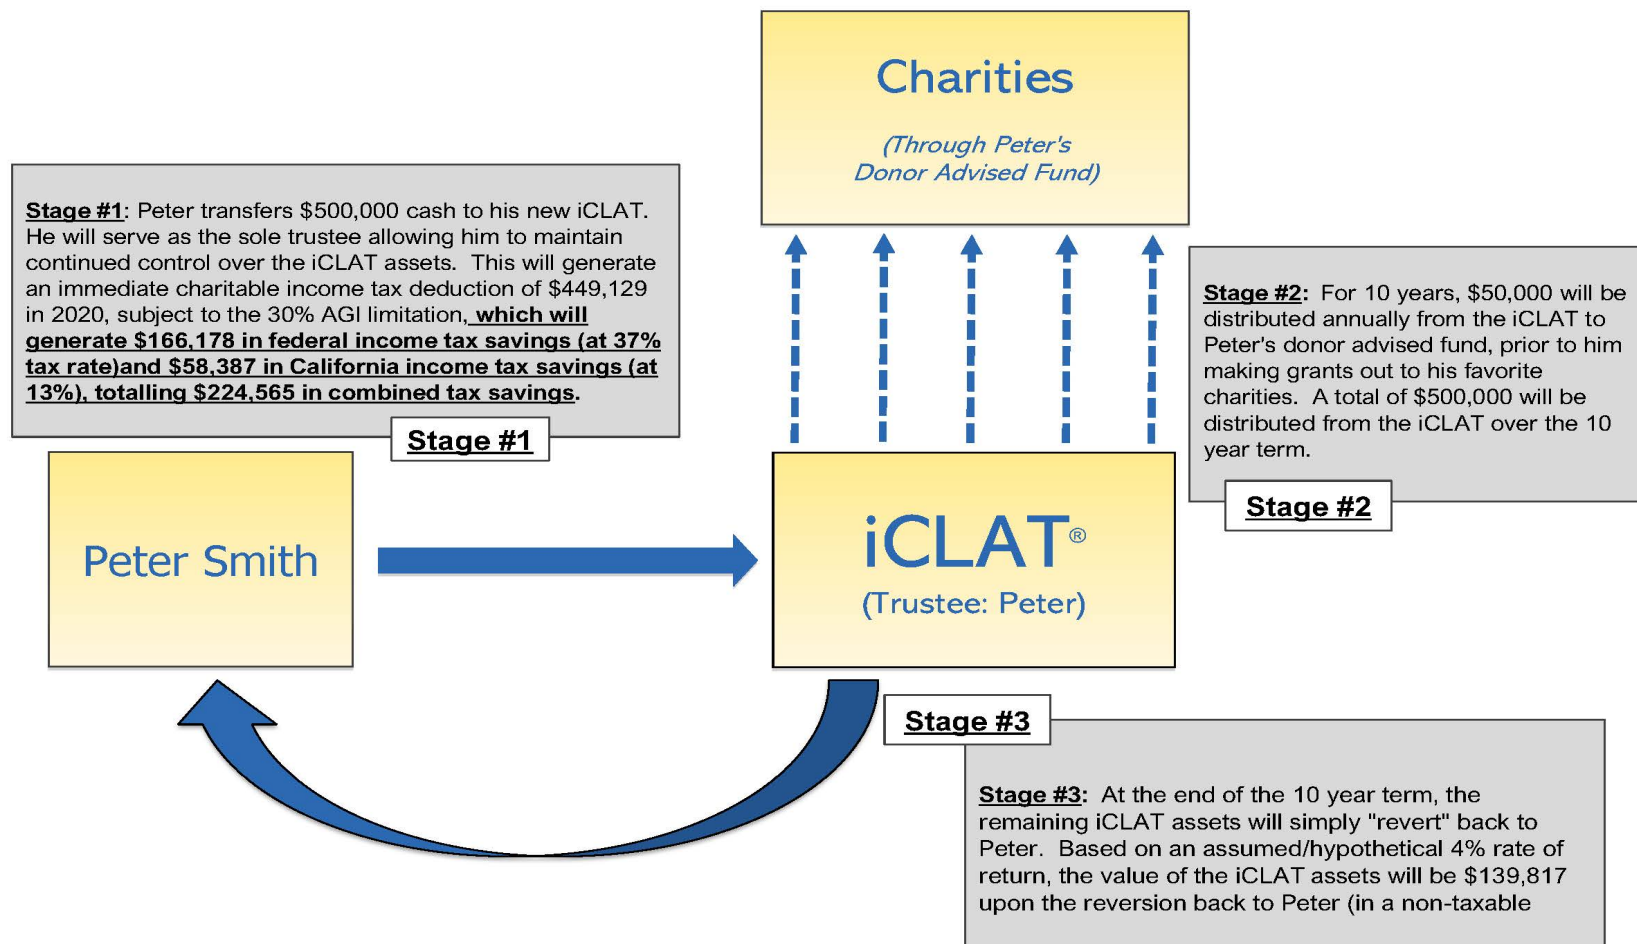 Charities
(Through Peter's
Donor Advised Fund)
Stage #1: Peter transfers $500,000 cash to his new iCLAT.
He will serve as the sole trustee allowing him to maintain
continued control over the iCLAT assets.  This will generate
an immediate charitable income tax deduction of $449,129
in 2020, subject to the 30% AGI limitation, which will
generate $166,178 in federal income tax savings (at 37%
tax rate)and $58,387 in California income tax savings (at
13%), totalling $224,565 in combined tax savings.
Stage #1
Stage #2:  For 10 years, $50,000 will be
distributed annually from the iCLAT to
Peter's donor advised fund, prior to him
making grants out to his favorite
charities.  A total of $500,000 will be
distributed from the iCLAT over the 10
year term.
Stage #2
Peter Smith
iCLAT®
(Trustee: Peter)
Stage #3
Stage #3:  At the end of the 10 year term, the
remaining iCLAT assets will simply "revert" back to
Peter.  Based on an assumed/hypothetical 4% rate of
return, the value of the iCLAT assets will be $139,817
upon the reversion back to Peter (in a non-taxable